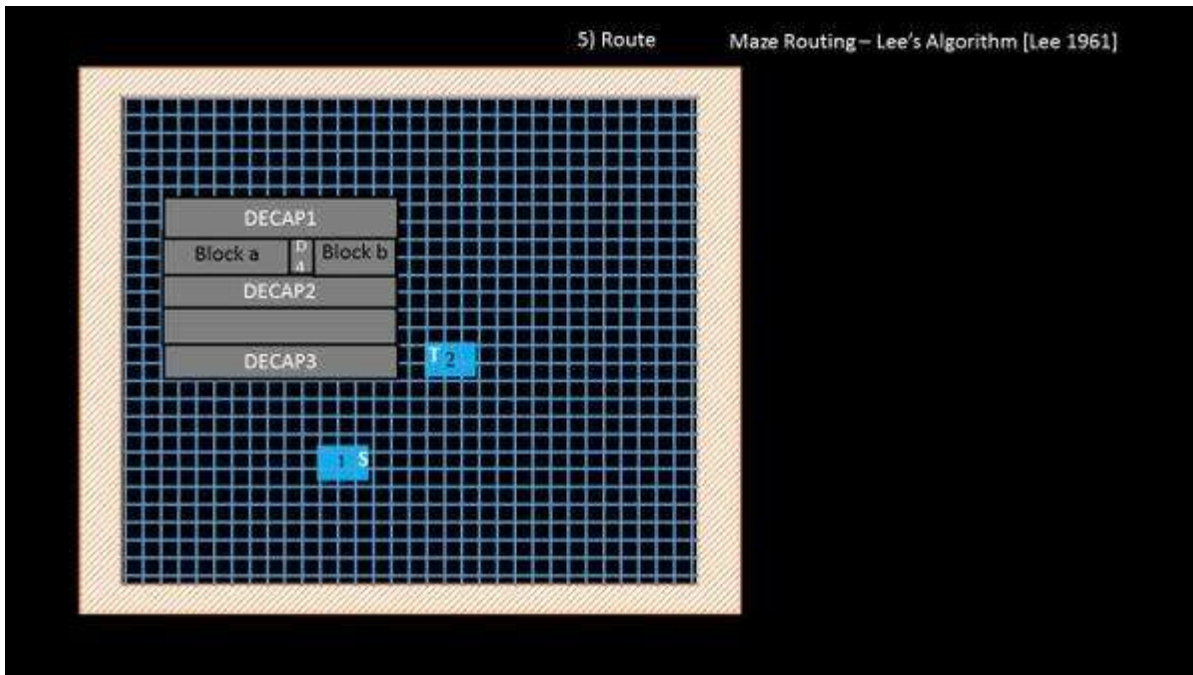 5) Route Maze Routing – Lee's Algorithm [Lee 1961]
DECAP1
Block a
D
4
Block b
DECAP2
DECAP3
T 2
1 S